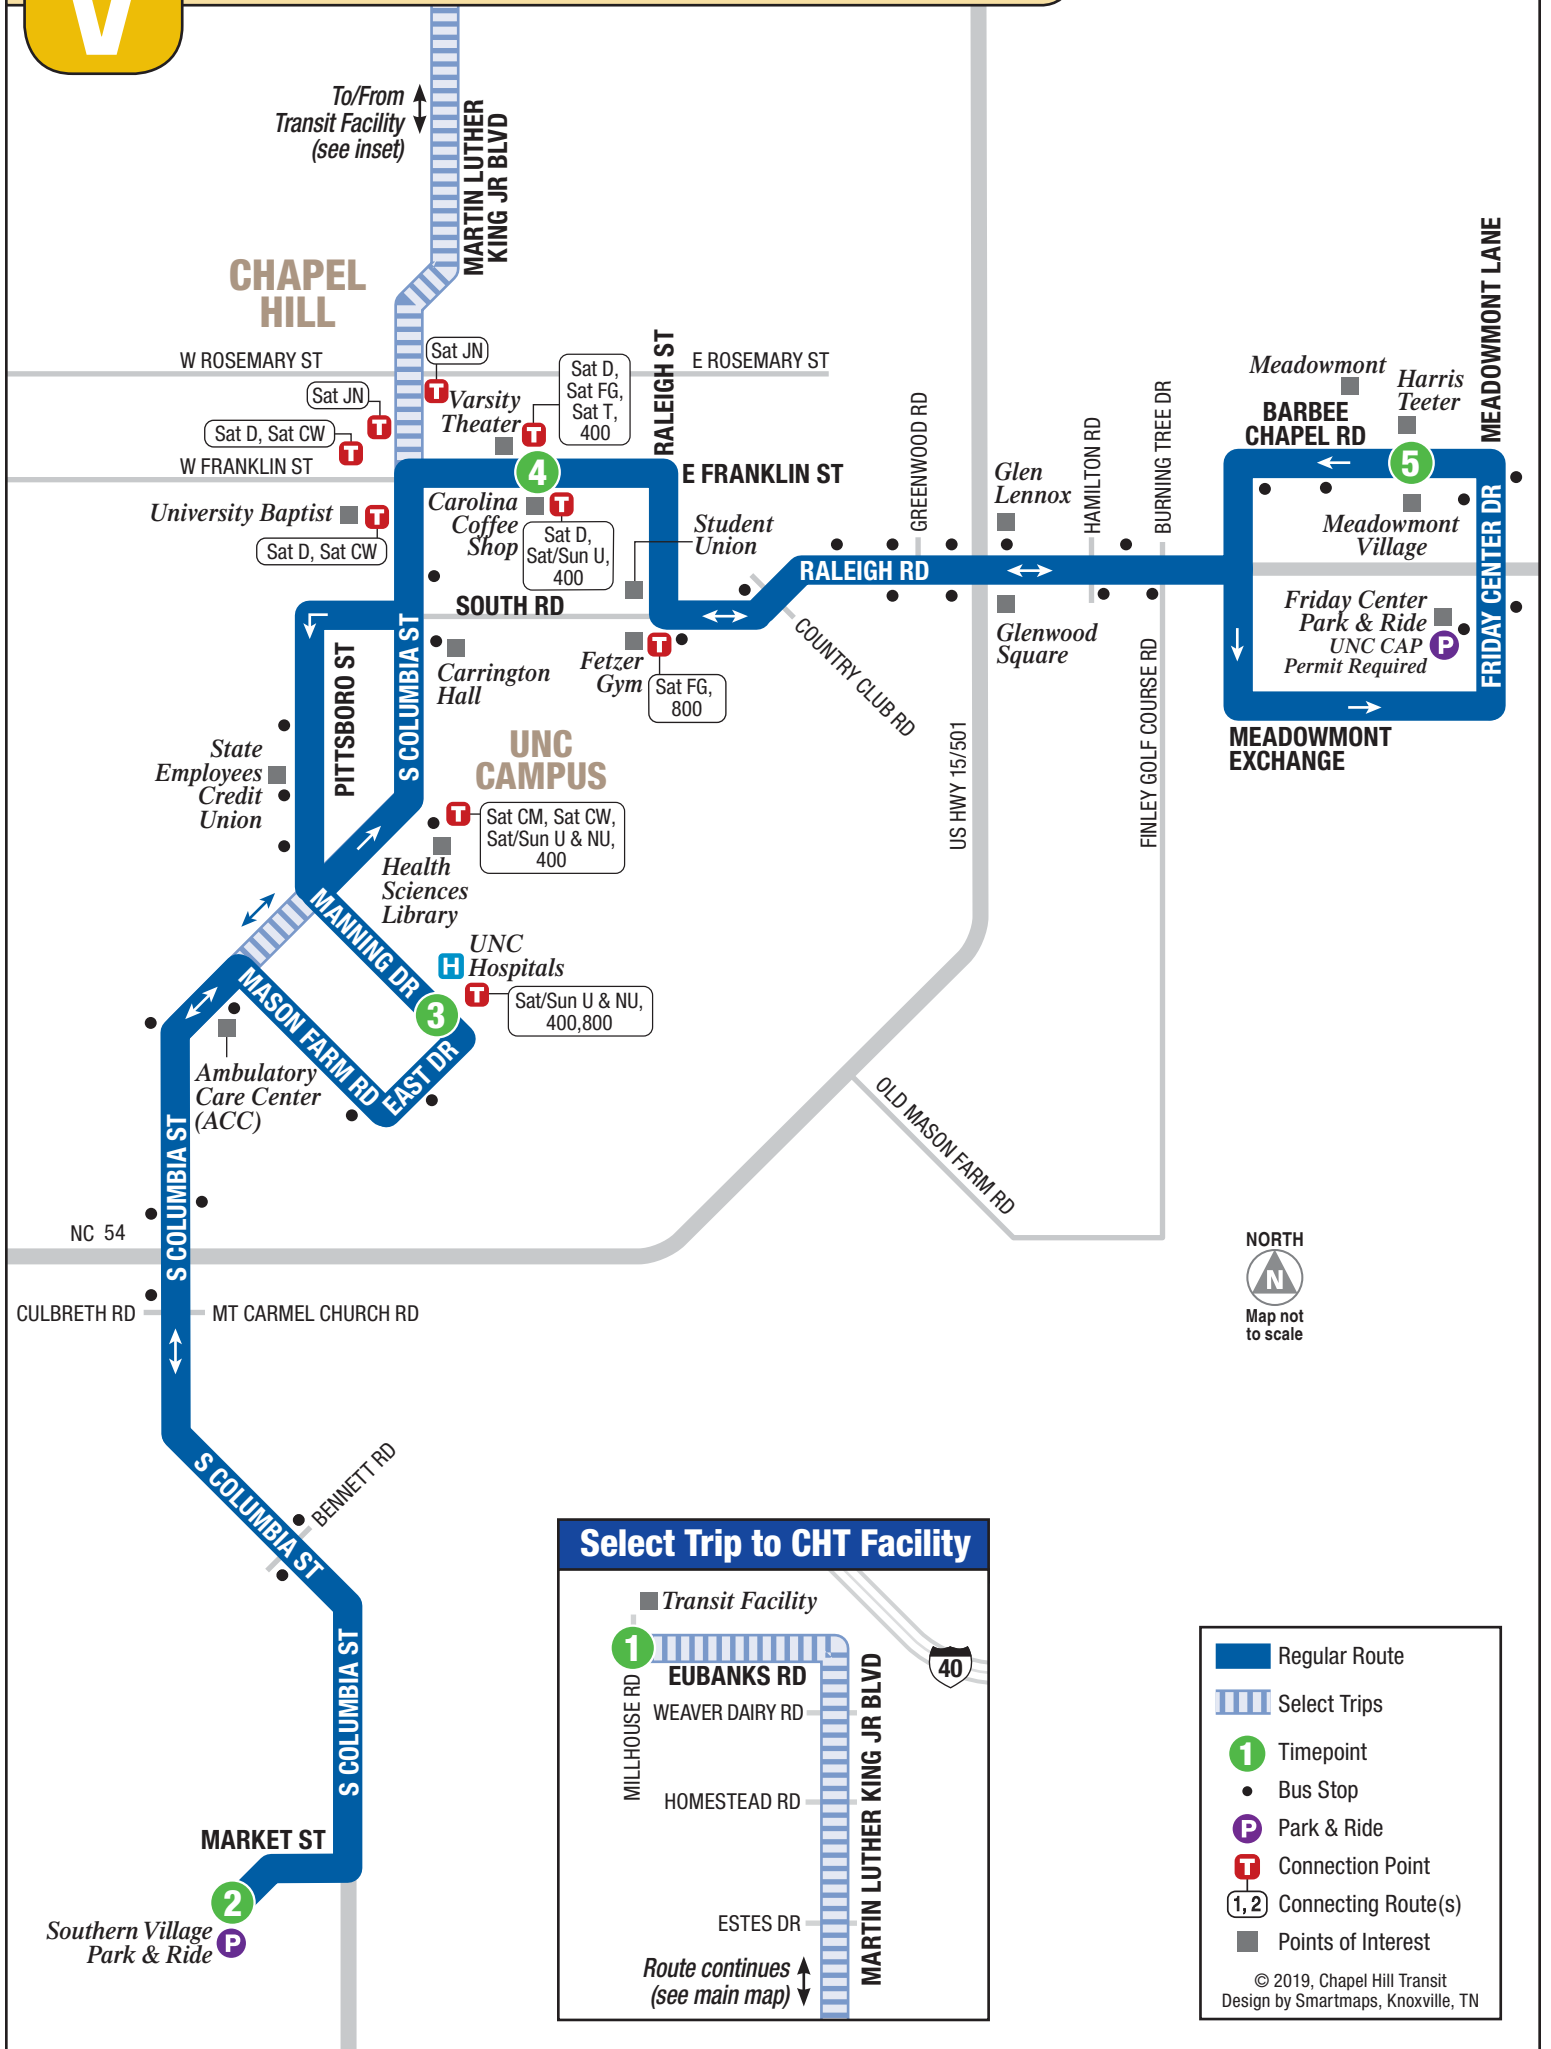 V
To/From
Transit Facility
(see inset)
MARTIN LUTHER
KING JR BLVD
CHAPEL
HILL
W ROSEMARY ST
Sat JN
E ROSEMARY ST
RALEIGH ST
Sat D,
Sat FG,
Sat T,
400
Sat JN
Varsity
Theater
T
T
T
Sat D, Sat CW
T
W FRANKLIN ST
4
E FRANKLIN ST
Carolina
Coffee
Shop
T
University Baptist
T
Sat D, Sat CW
Sat D,
Sat/Sun U,
400
Student
Union
SOUTH RD
Fetzer
Gym
T
Sat FG,
800
Carrington
Hall
S COLUMBIA ST
PITTSBORO ST
State
Employees
Credit
Union
UNC
CAMPUS
T
Sat CM, Sat CW,
Sat/Sun U & NU,
400
Health
Sciences
Library
MANNING DR
H
UNC
Hospitals
T
Sat/Sun U & NU,
400,800
3
EAST DR
MASON FARM RD
Ambulatory
Care Center
(ACC)
S COLUMBIA ST
RALEIGH RD
COUNTRY CLUB RD
GREENWOOD RD
Glen
Lennox
HAMILTON RD
BURNING TREE DR
Glenwood
Square
US HWY 15/501
FINLEY GOLF COURSE RD
OLD MASON FARM RD
Meadowmont
Harris
Teeter
MEADOWMONT LANE
BARBEE
CHAPEL RD
5
Meadowmont
Village
FRIDAY CENTER DR
Friday Center
Park & Ride
UNC CAP
Permit Required
P
MEADOWMONT
EXCHANGE
NC 54
CULBRETH RD
MT CARMEL CHURCH RD
NORTH
N
Map not
to scale
S COLUMBIA ST
BENNETT RD
S COLUMBIA ST
MARKET ST
2
Southern Village
Park & Ride
P
Select Trip to CHT Facility
Transit Facility
1
EUBANKS RD
MILLHOUSE RD
40
WEAVER DAIRY RD
HOMESTEAD RD
ESTES DR
MARTIN LUTHER KING JR BLVD
Route continues
(see main map)
Regular Route
Select Trips
1 Timepoint
Bus Stop
P Park & Ride
T Connection Point
1, 2 Connecting Route(s)
Points of Interest
© 2019, Chapel Hill Transit
Design by Smartmaps, Knoxville, TN